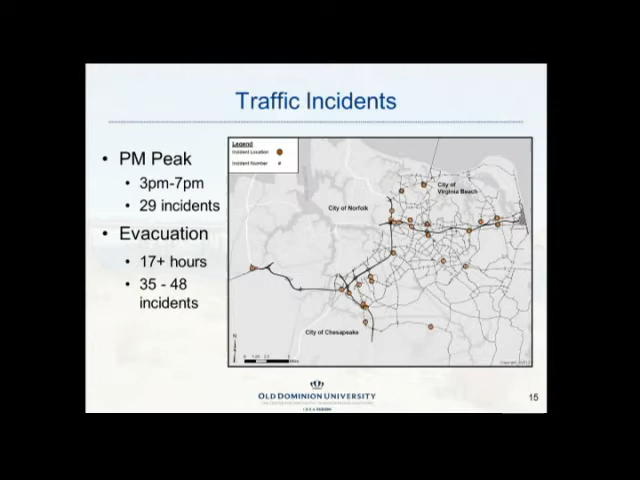 Traffic Incidents
• PM Peak
• 3pm-7pm
• 29 incidents
• Evacuation
• 17+ hours
• 35 - 48
incidents
Legend
Incident Location
Incident Number #
City of
Virginia Beach
City of Norfolk
City of Chesapeake
OLD DOMINION UNIVERSITY
15